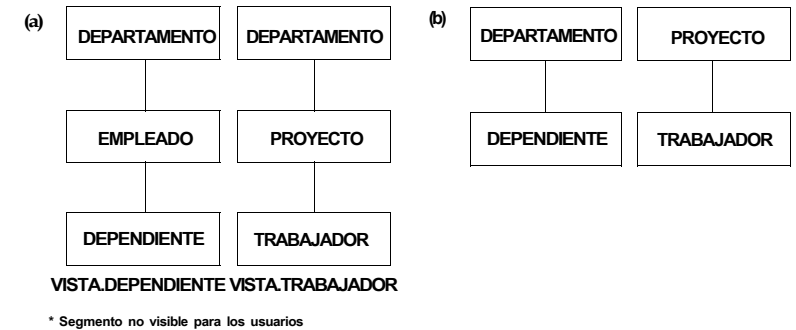 (a)
DEPARTAMENTO DEPARTAMENTO
EMPLEADO PROYECTO
DEPENDIENTE TRABAJADOR
VISTA.DEPENDIENTE VISTA.TRABAJADOR
* Segmento no visible para los usuarios
(b)
DEPARTAMENTO PROYECTO
DEPENDIENTE TRABAJADOR